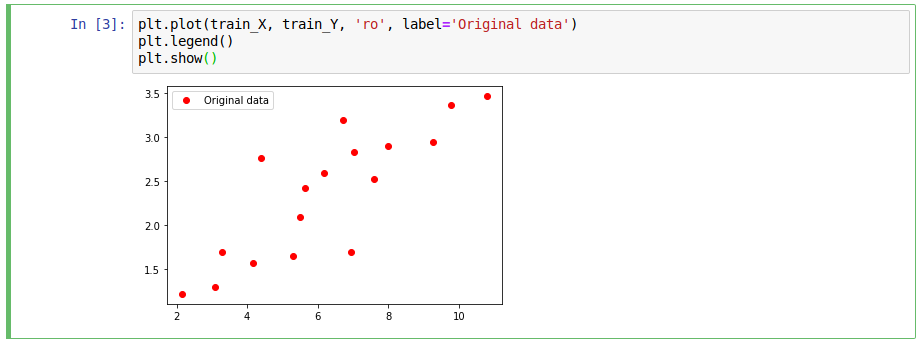 In [3]: plt.plot(train_X, train_Y, 'ro', label='Original data')
plt.legend()
plt.show()
Original data
3.5
3.0
2.5
2.0
1.5
2 4 6 8 10